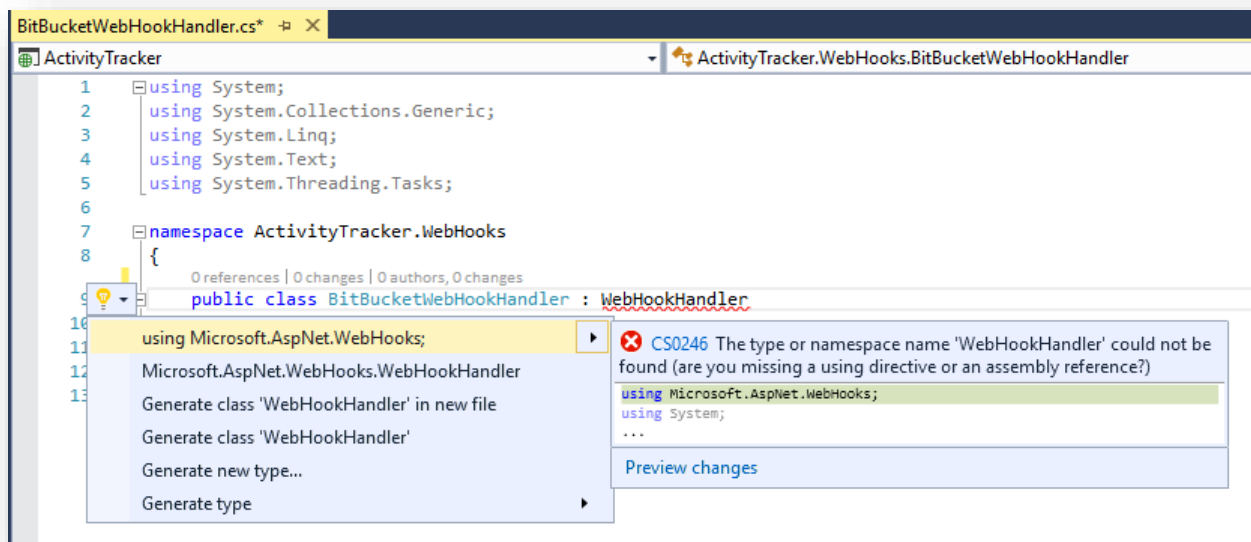 BitBucketWebHookHandler.cs*
ActivityTracker ActivityTracker.WebHooks.BitBucketWebHookHandler
1 using System;
2 using System.Collections.Generic;
3 using System.Linq;
4 using System.Text;
5 using System.Threading.Tasks;
6
7 namespace ActivityTracker.WebHooks
8 {
0 references | 0 changes | 0 authors, 0 changes
9 public class BitBucketWebHookHandler : WebHookHandler
10
11
12
13
using Microsoft.AspNet.WebHooks;
Microsoft.AspNet.WebHooks.WebHookHandler
Generate class 'WebHookHandler' in new file
Generate class 'WebHookHandler'
Generate new type...
Generate type
CS0246 The type or namespace name 'WebHookHandler' could not be
found (are you missing a using directive or an assembly reference?)
using Microsoft.AspNet.WebHooks;
using System;
...
Preview changes